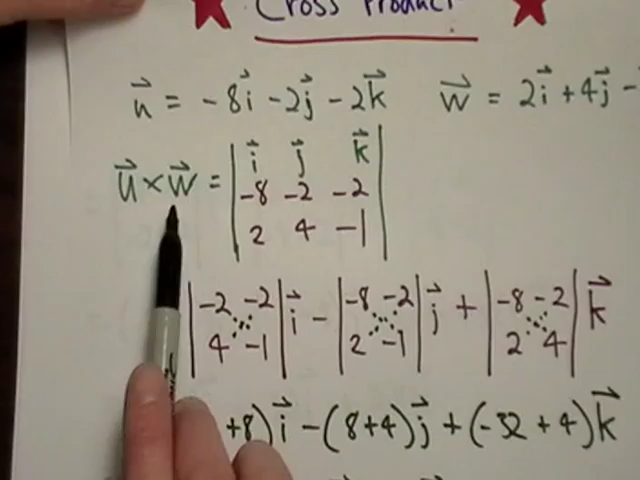 Cross Product
u⃗ = -8i⃗ - 2j⃗ - 2k⃗ w⃗ = 2i⃗ + 4j⃗ -
u⃗ × w⃗ = | i⃗ j⃗ k⃗ |
| -8 -2 -2 |
| 2 4 -1 |
| -2 -2 | i⃗ - | -8 -2 | j⃗ + | -8 -2 | k⃗
| 4 -1 | | 2 -1 | | 2 4 |
+8)i⃗ - (8+4)j⃗ + (-32+4)k⃗